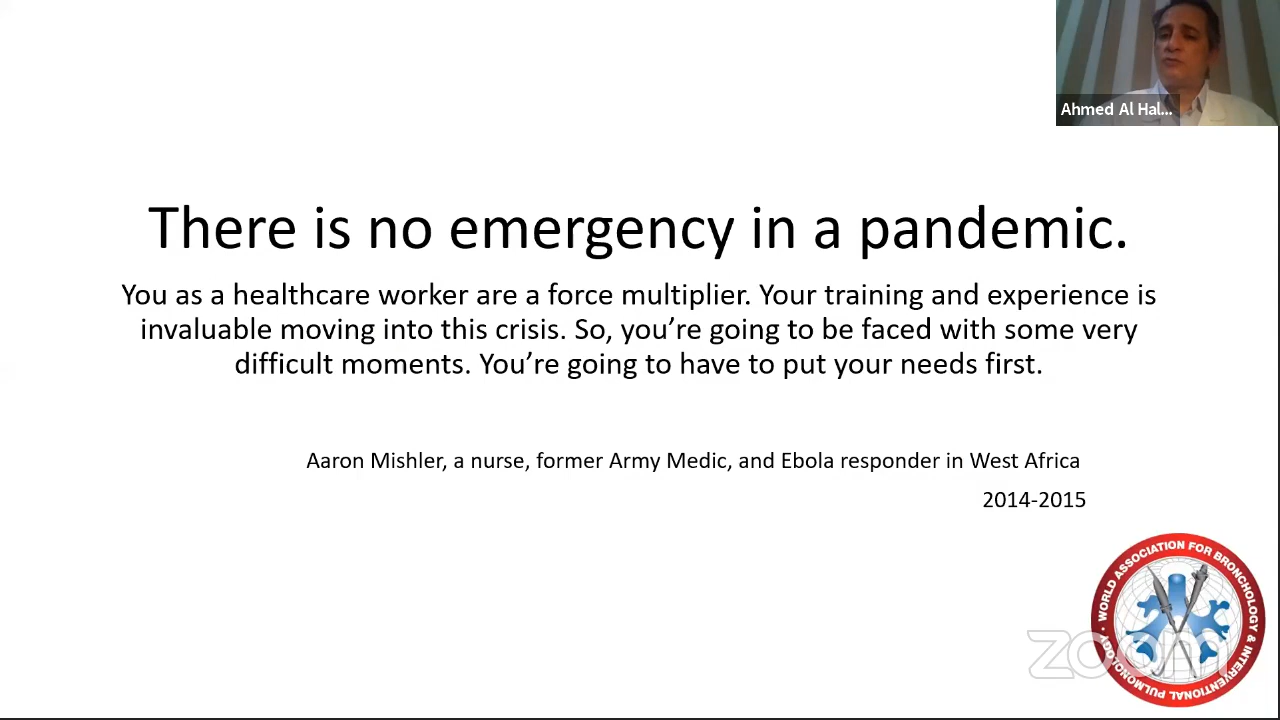 Ahmed Al Hal...
There is no emergency in a pandemic.
You as a healthcare worker are a force multiplier. Your training and experience is
invaluable moving into this crisis. So, you’re going to be faced with some very
difficult moments. You’re going to have to put your needs first.
Aaron Mishler, a nurse, former Army Medic, and Ebola responder in West Africa
2014-2015
WORLD ASSOCIATION FOR BRONCHOLOGY & INTERVENTIONAL PULMONOLOGY
zoom